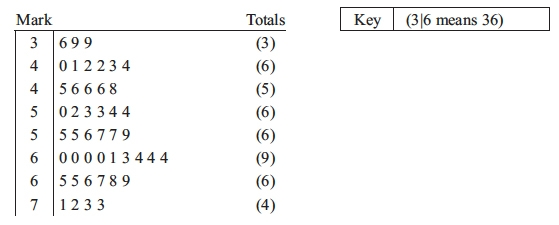 Mark Totals
3 6 9 9 (3)
4 0 1 2 2 3 4 (6)
4 5 6 6 6 8 (5)
5 0 2 3 3 4 4 (6)
5 5 5 6 7 7 9 (6)
6 0 0 0 0 1 3 4 4 4 (9)
6 5 5 6 7 8 9 (6)
7 1 2 3 3 (4)
Key (3|6 means 36)